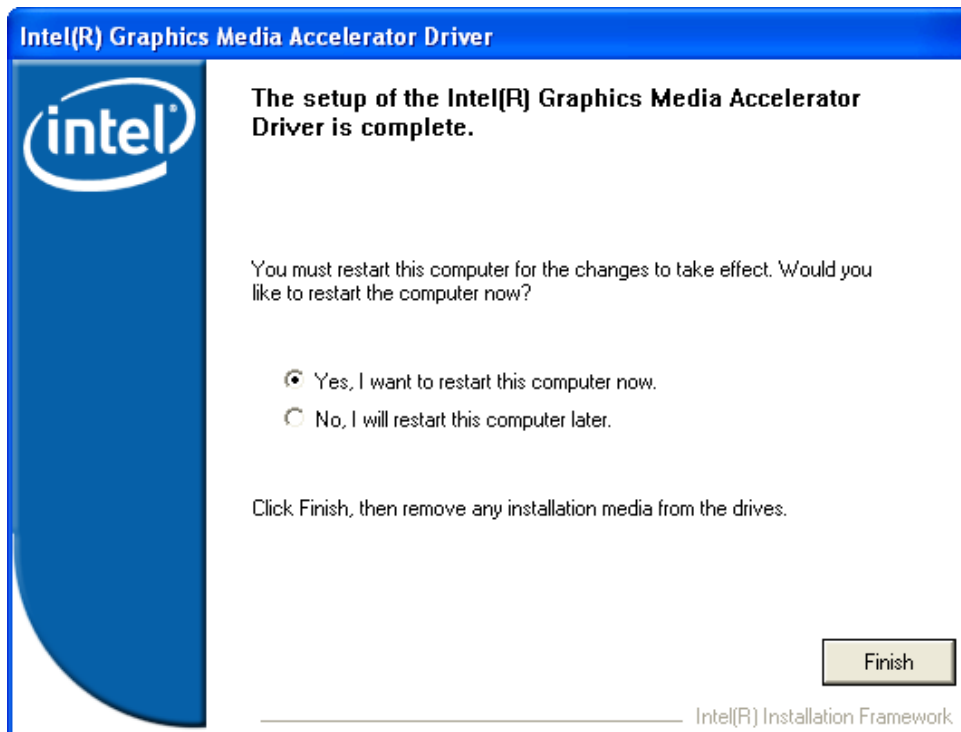 Intel(R) Graphics Media Accelerator Driver
intel
The setup of the Intel(R) Graphics Media Accelerator
Driver is complete.
You must restart this computer for the changes to take effect. Would you
like to restart the computer now?
Yes, I want to restart this computer now.
No, I will restart this computer later.
Click Finish, then remove any installation media from the drives.
Finish
Intel(R) Installation Framework